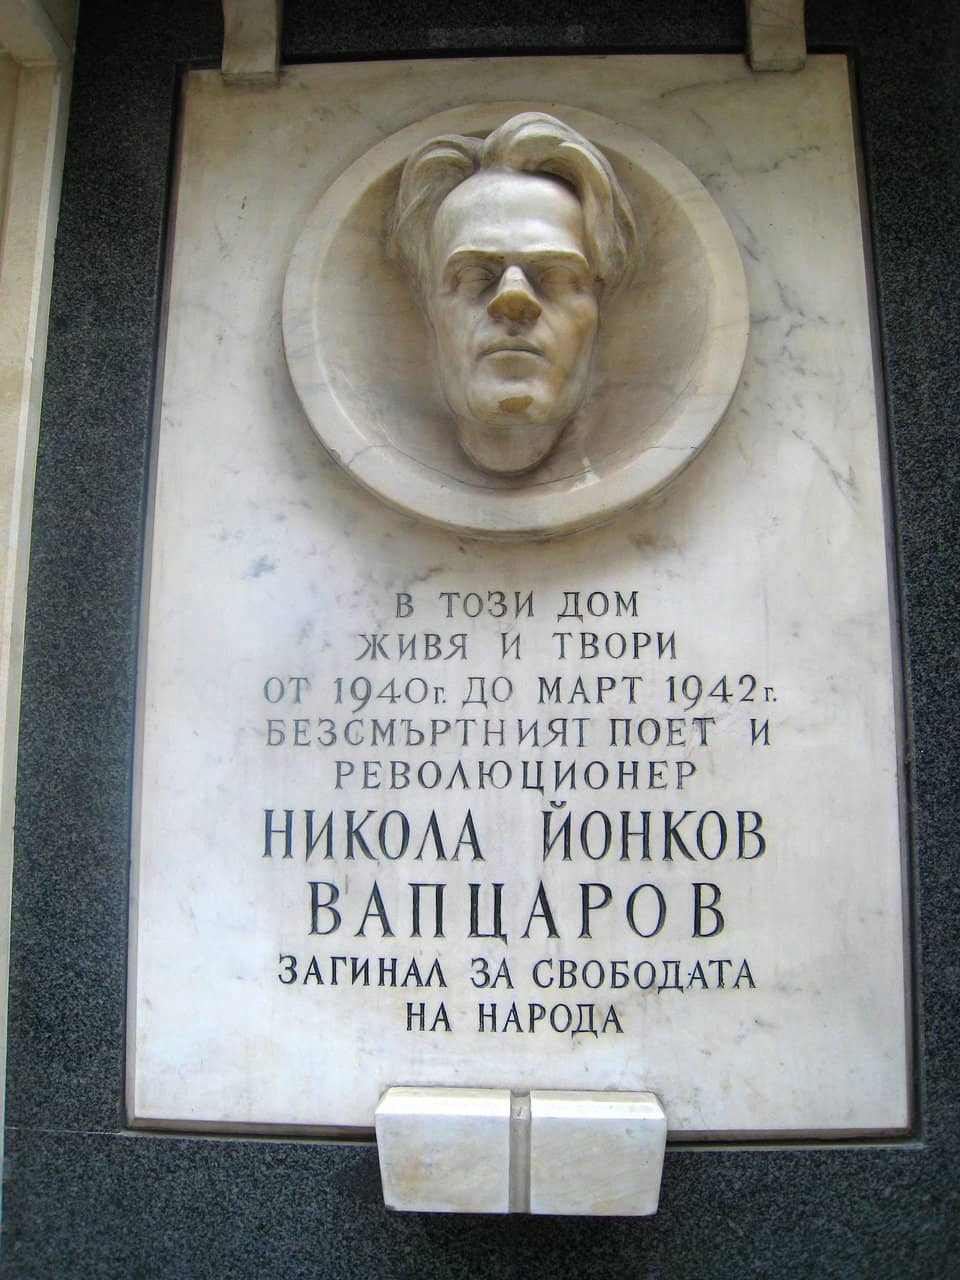 В ТОЗИ ДОМ
ЖИВЯ И ТВОРИ
ОТ 1940г. ДО МАРТ 1942г.
БЕЗСМЪРТНИЯТ ПОЕТ И
РЕВОЛЮЦИОНЕР
НИКОЛА ЙОНКОВ
ВАПЦАРОВ
ЗАГИНАЛ ЗА СВОБОДАТА
НА НАРОДА